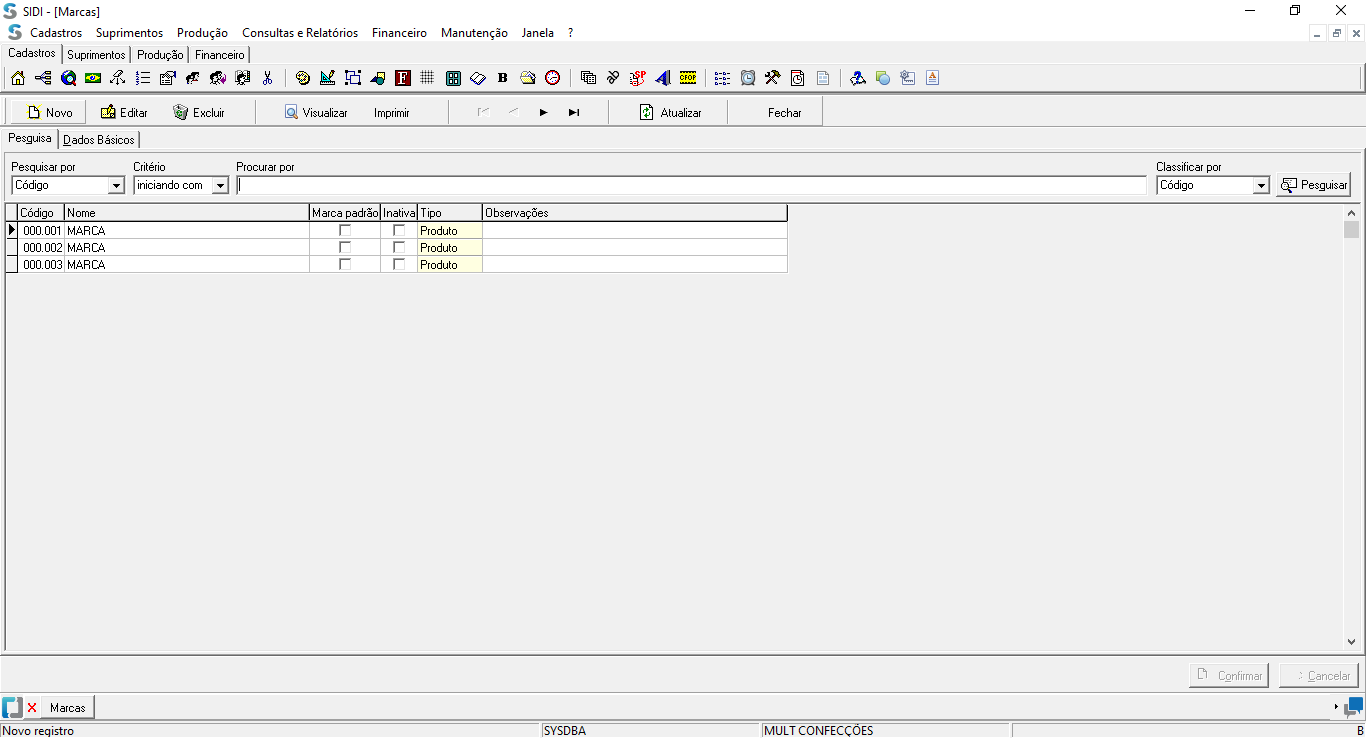 SIDI - [Marcas]
Cadastros Suprimentos Produção Consultas e Relatórios Financeiro Manutenção Janela ?
Cadastros Suprimentos Produção Financeiro
F B SP CFOP
Novo Editar Excluir Visualizar Imprimir Atualizar Fechar
Pesquisa Dados Básicos
Pesquisar por Critério Procurar por Classificar por
Código iniciando com Código Pesquisar
Código Nome Marca padrão Inativa Tipo Observações
000.001 MARCA Produto
000.002 MARCA Produto
000.003 MARCA Produto
Confirmar Cancelar
Marcas
Novo registro SYSDBA MULT CONFECÇÕES B